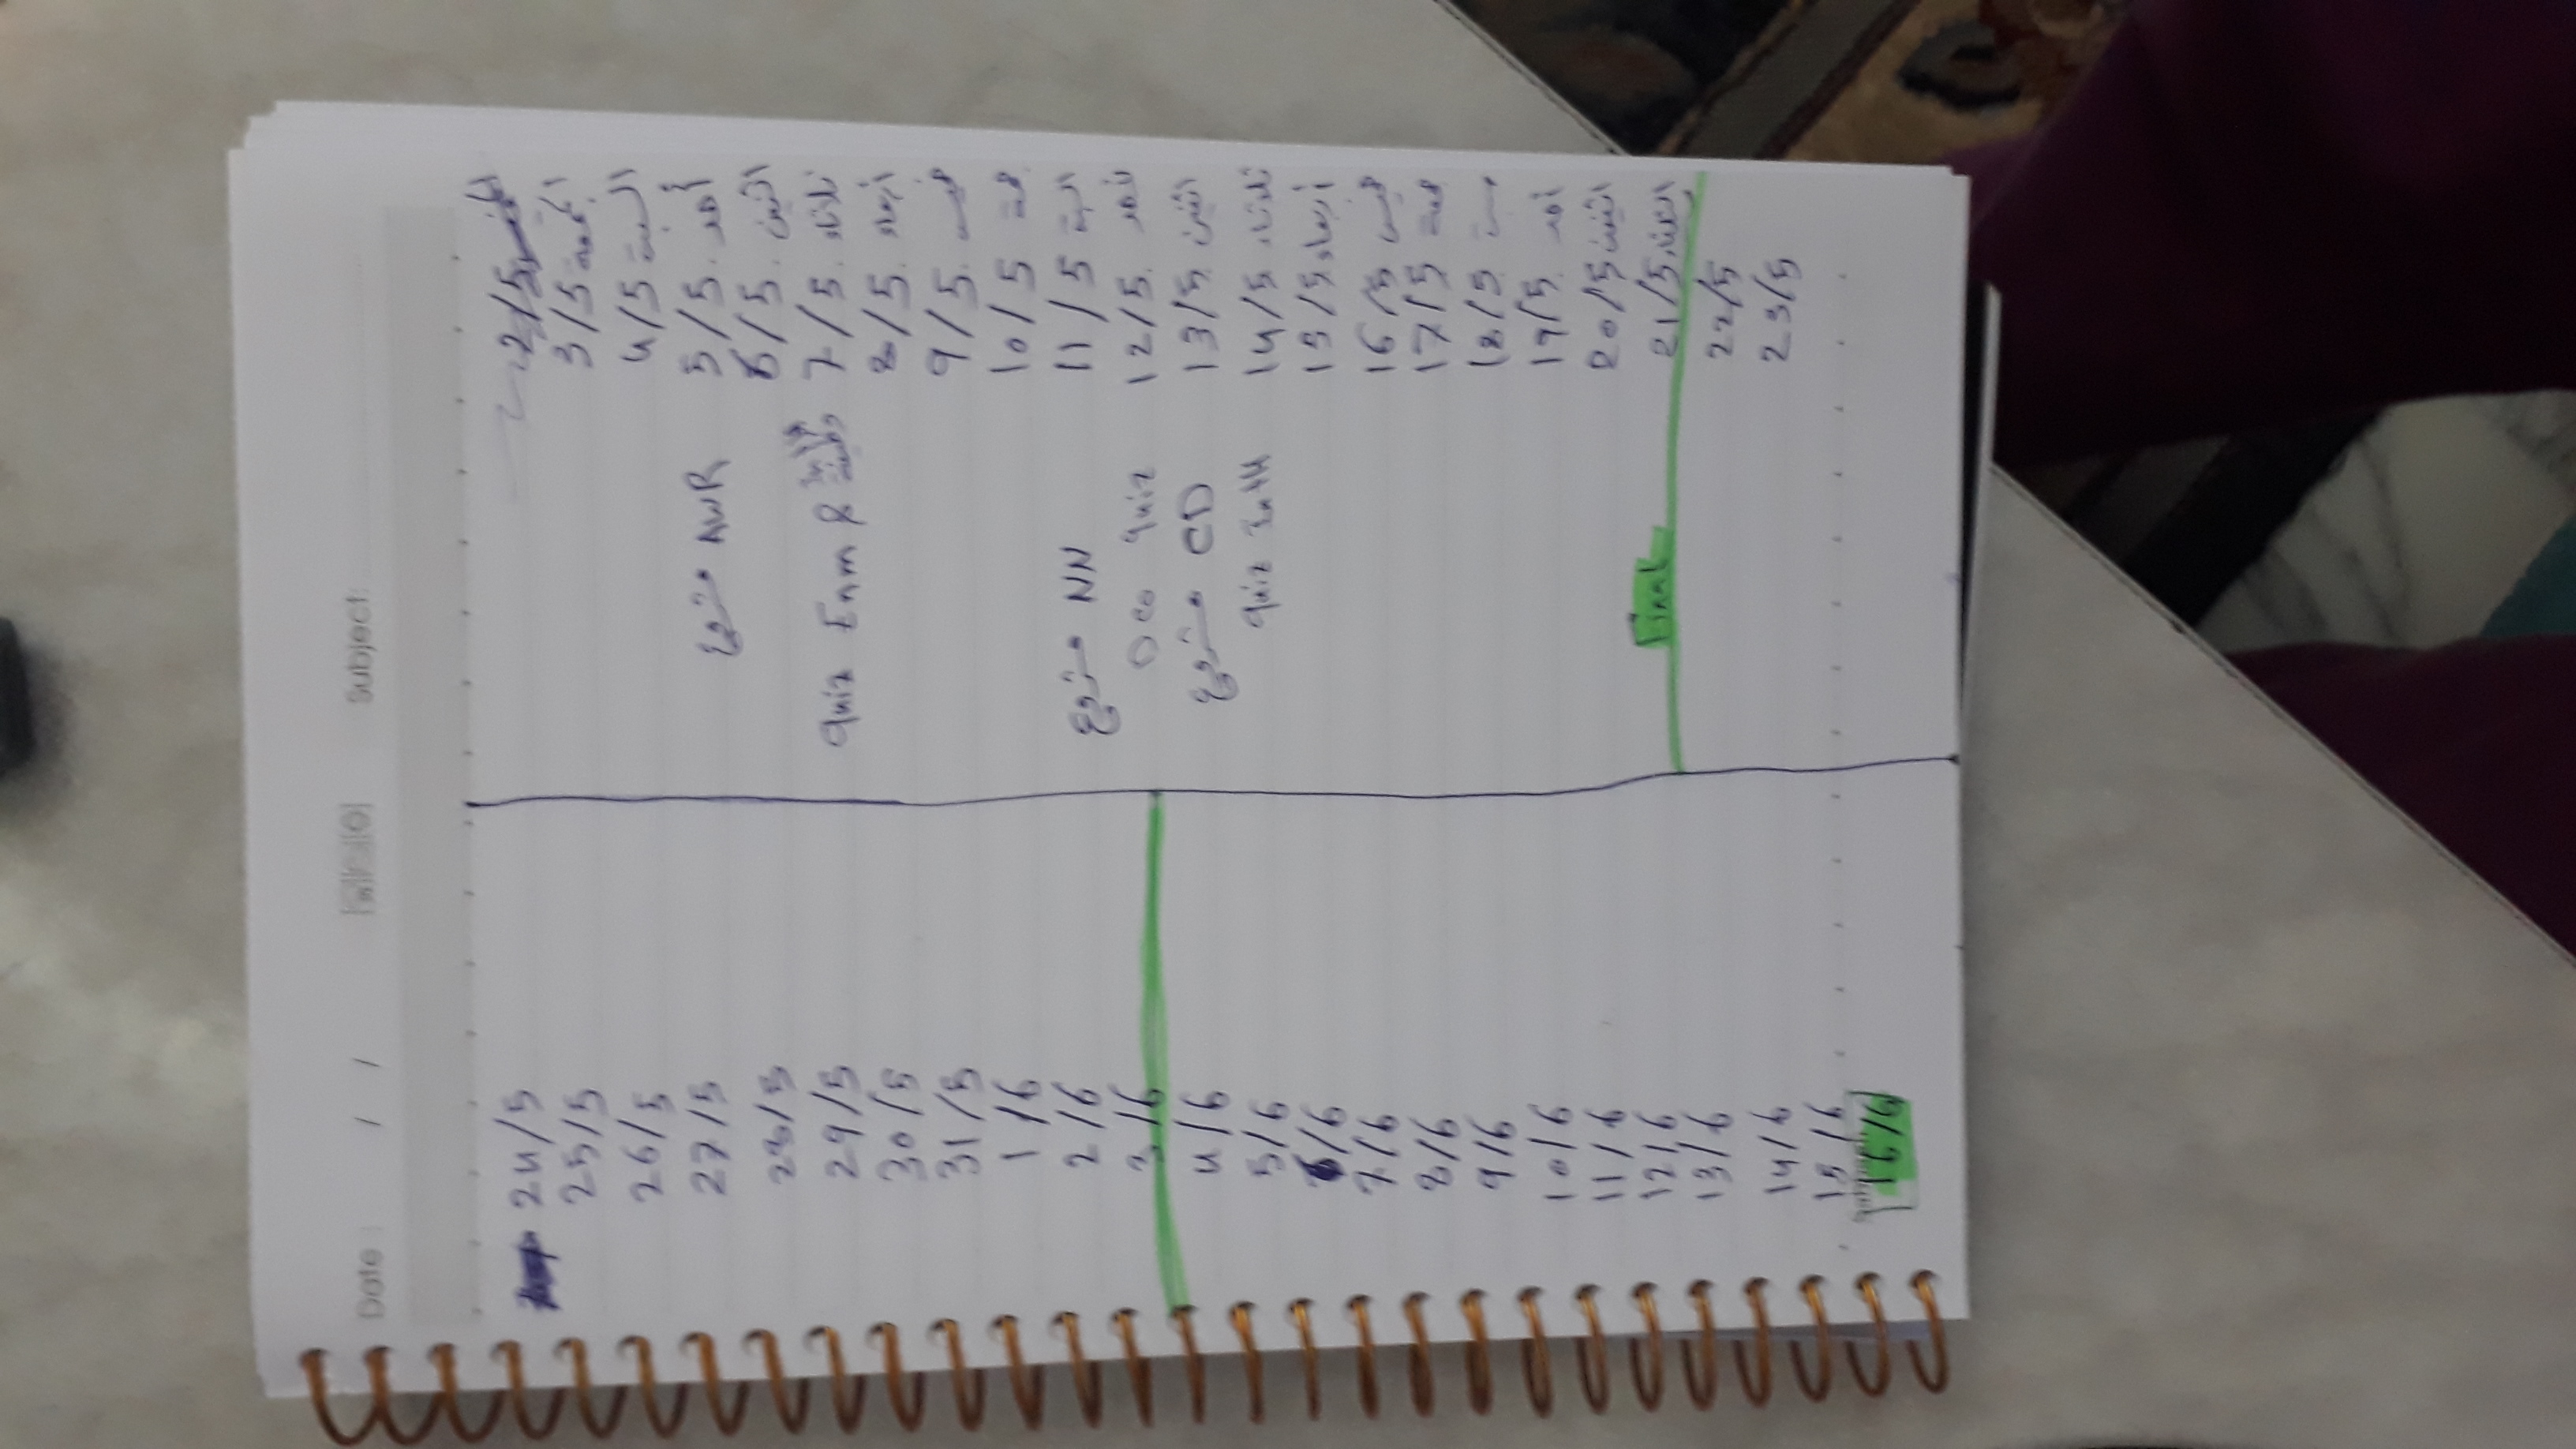 Date : / / Subject:
الخميس 2/5
الجمعة 3/5
السبت 4/5
أحد 5/5 AWR مشروع
اثنين 6/5
ثلاثاء 7/5 Quiz Enm &
أربعاء 8/5
خميس 9/5
جمعة 10/5
السبت 11/5 NN مشروع
أحد 12/5 Dco quiz
اثنين 13/5 CD مشروع
ثلاثاء 14/5 quiz IntH
أربعاء 15/5
خميس 16/5
جمعة 17/5
سبت 18/5
أحد 19/5
اثنين 20/5
الثلاثاء 21/5 Final
22/5
23/5
24/5
25/5
26/5
27/5
28/5
29/5
30/5
31/5
1/6
2/6
3/6
4/6
5/6
6/6
7/6
8/6
9/6
10/6
11/6
12/6
13/6
14/6
15/6
16/6